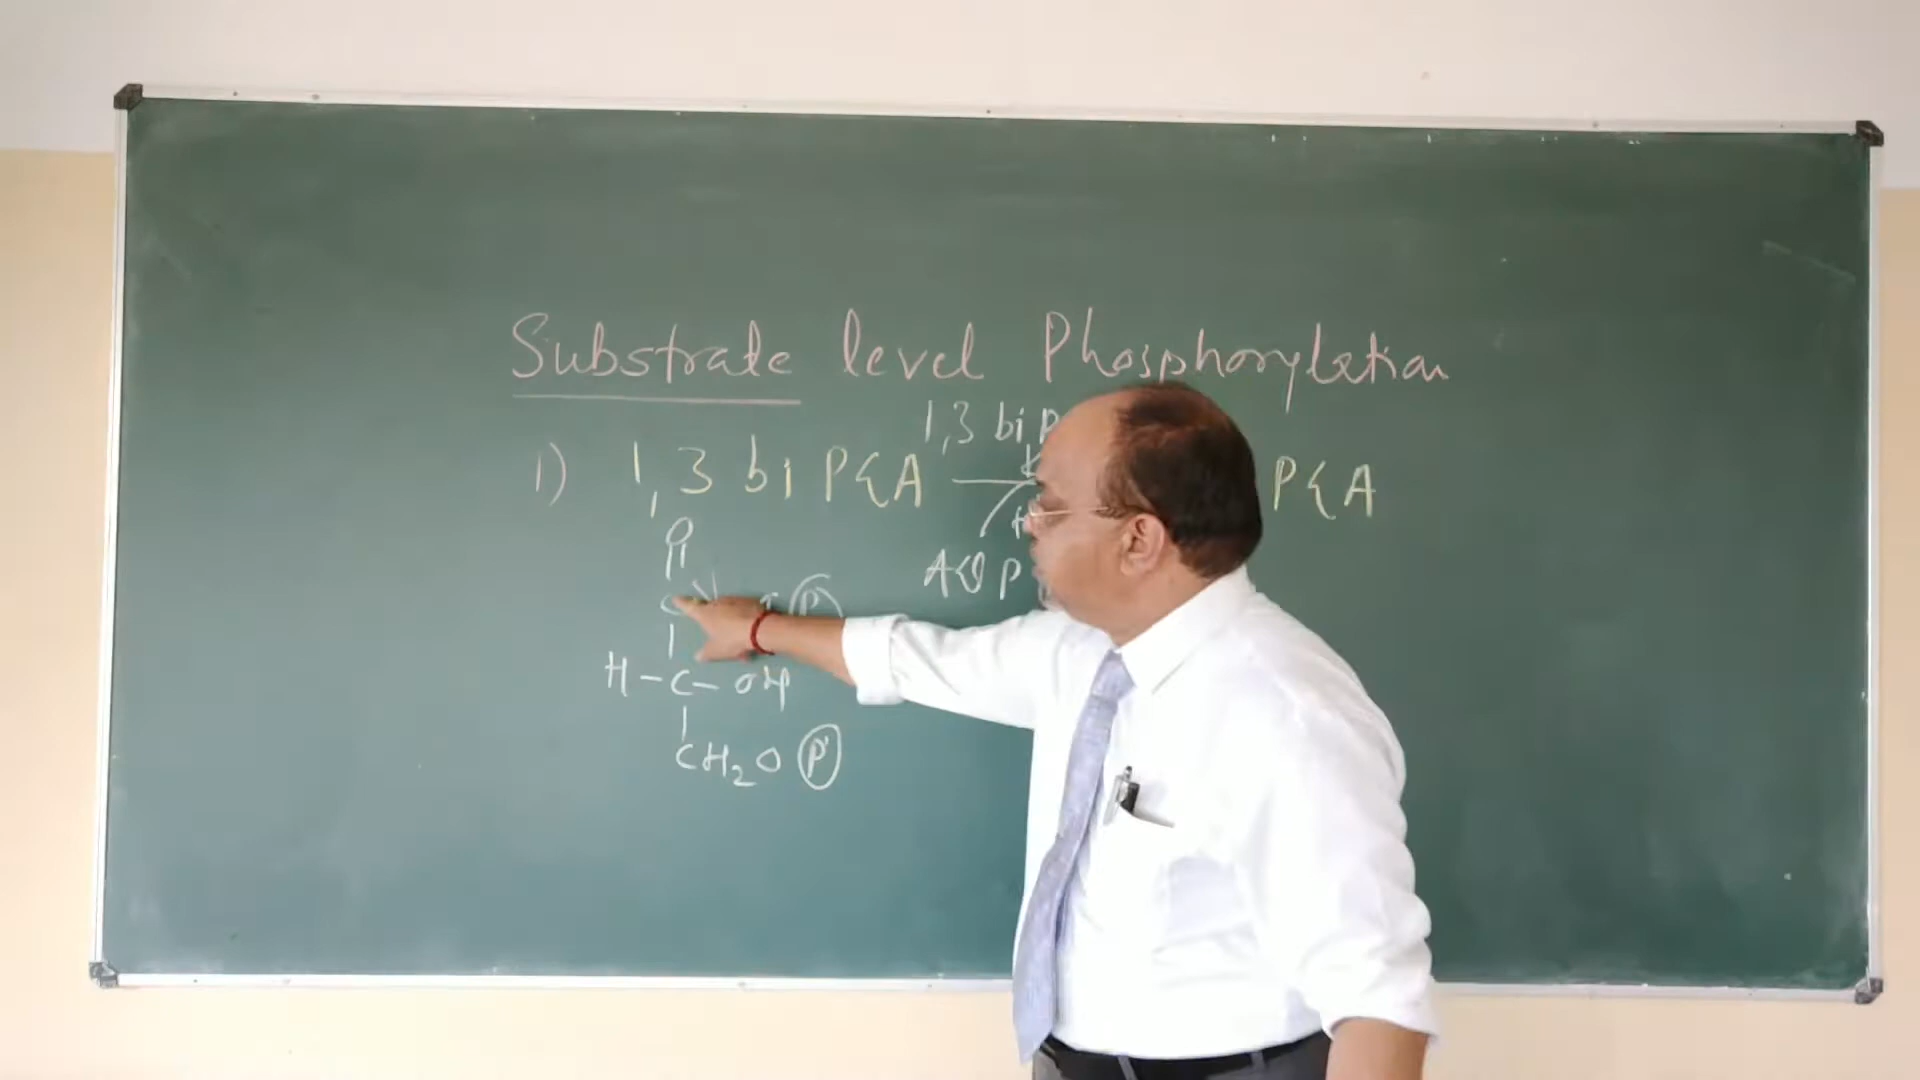 Substrate level Phosphorylation
1,3 bi P
1) 1,3 bi PGA PGA
O
C P
ADP
H-C-OH
CH2O P